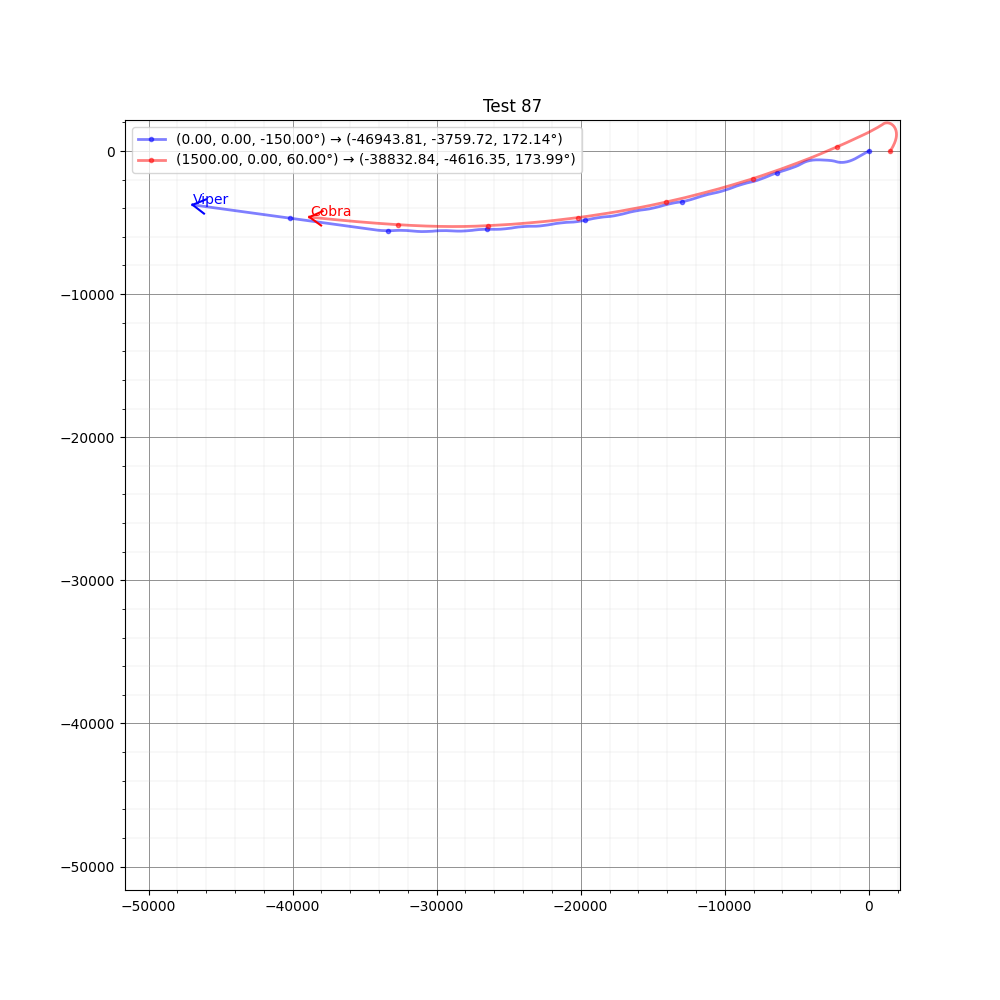 Test 87
(0.00, 0.00, -150.00°) → (-46943.81, -3759.72, 172.14°)
(1500.00, 0.00, 60.00°) → (-38832.84, -4616.35, 173.99°)
Viper
Cobra
0
−10000
−20000
−30000
−40000
−50000
−50000 −40000 −30000 −20000 −10000 0